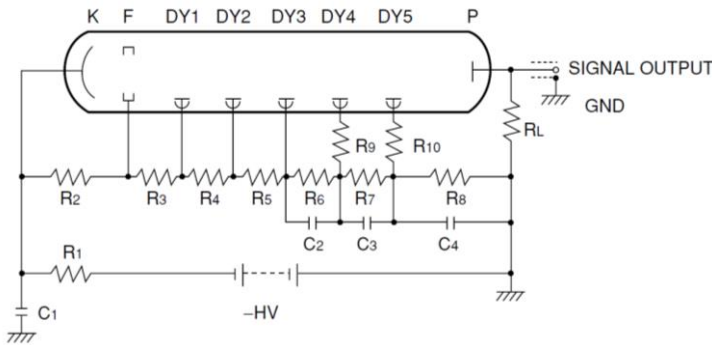 K F DY1 DY2 DY3 DY4 DY5 P
SIGNAL OUTPUT
GND
R9 R10 RL
R2 R3 R4 R5 R6 R7 R8
C2 C3 C4
R1
C1 −HV